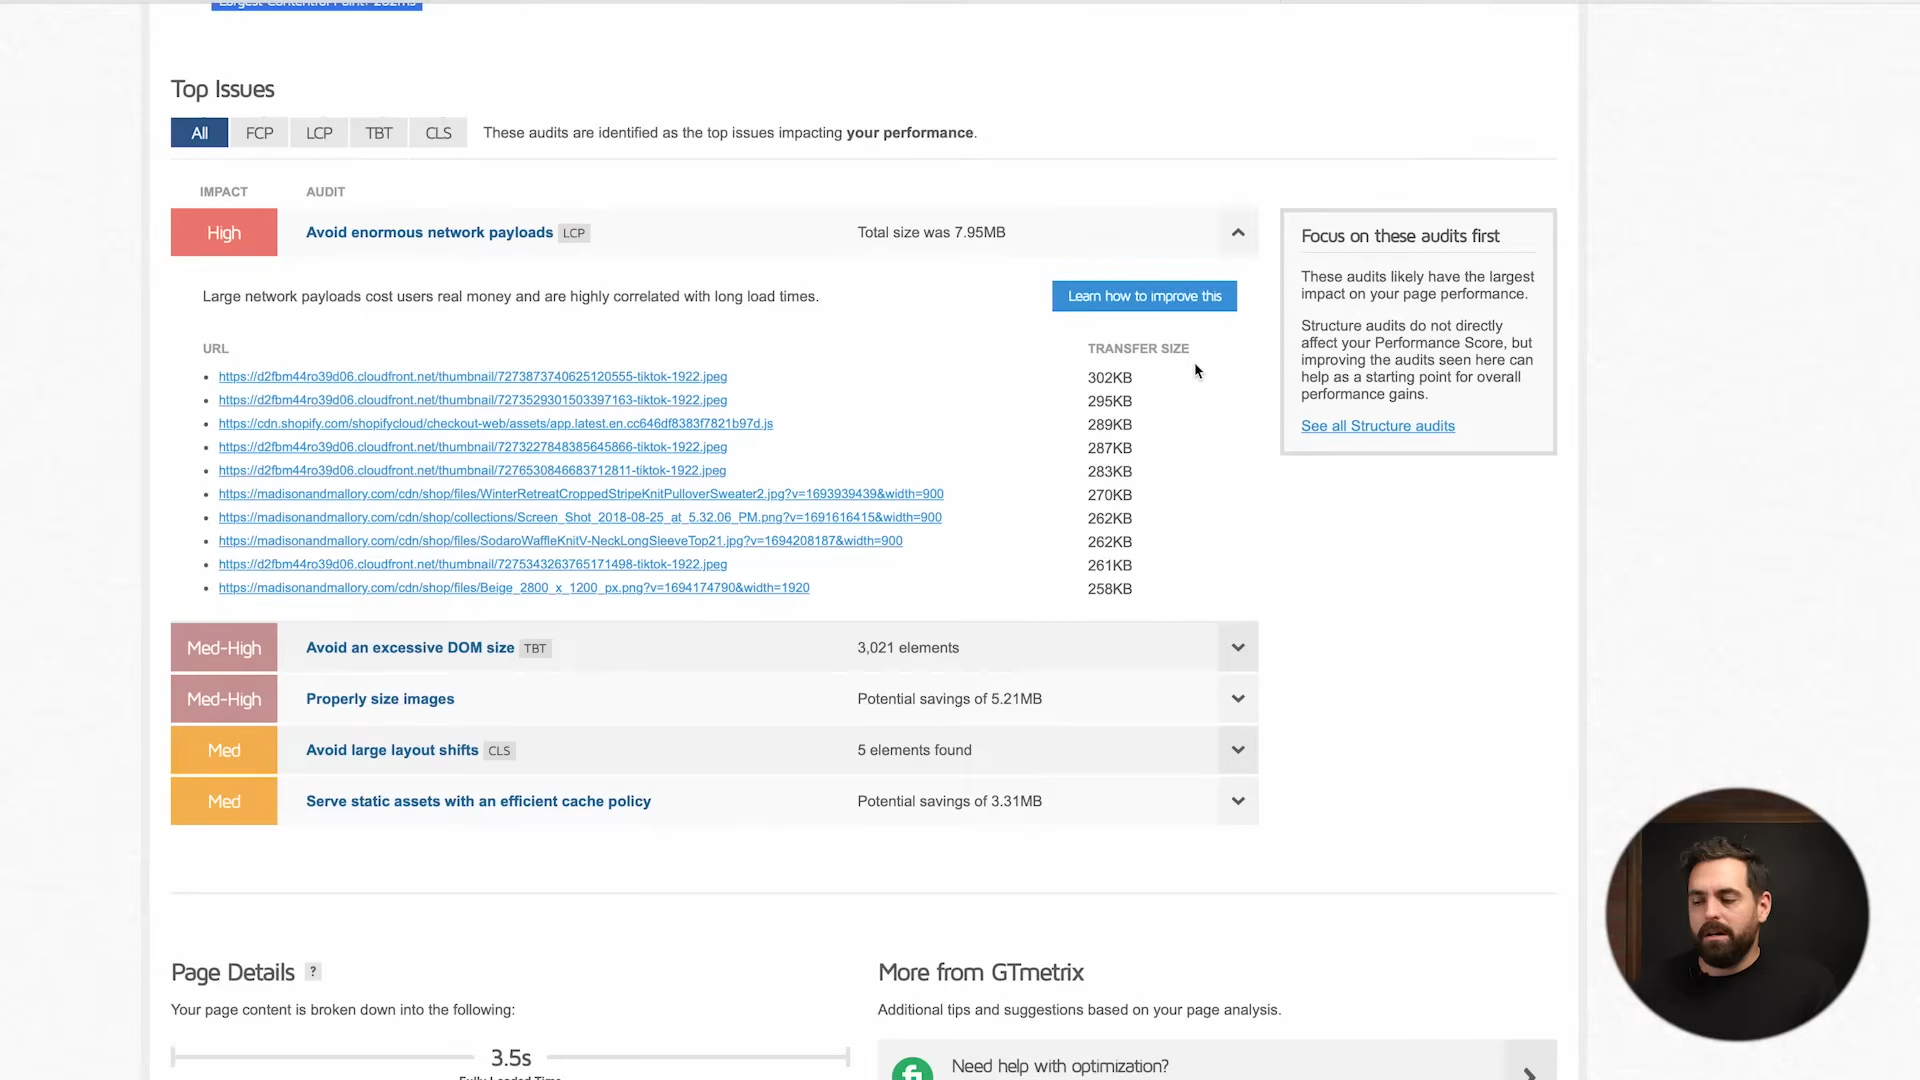 Largest Contentful Paint? 202ms
Top Issues
All FCP LCP TBT CLS These audits are identified as the top issues impacting your performance.
IMPACT AUDIT
High Avoid enormous network payloads LCP Total size was 7.95MB
Large network payloads cost users real money and are highly correlated with long load times. Learn how to improve this
URL TRANSFER SIZE
https://d2fbm44ro39d06.cloudfront.net/thumbnail/7273873740625120555-tiktok-1922.jpeg 302KB
https://d2fbm44ro39d06.cloudfront.net/thumbnail/7273529301503397163-tiktok-1922.jpeg 295KB
https://cdn.shopify.com/shopifycloud/checkout-web/assets/app.latest.en.cc646df8383f7821b97d.js 289KB
https://d2fbm44ro39d06.cloudfront.net/thumbnail/7273227848385645866-tiktok-1922.jpeg 287KB
https://d2fbm44ro39d06.cloudfront.net/thumbnail/7276530846683712811-tiktok-1922.jpeg 283KB
https://madisonandmallory.com/cdn/shop/files/WinterRetreatCroppedStripeKnitPulloverSweater2.jpg?v=1693939439&width=900 270KB
https://madisonandmallory.com/cdn/shop/collections/Screen_Shot_2018-08-25_at_5.32.06_PM.png?v=1691616415&width=900 262KB
https://madisonandmallory.com/cdn/shop/files/SodaroWaffleKnitV-NeckLongSleeveTop21.jpg?v=1694208187&width=900 262KB
https://d2fbm44ro39d06.cloudfront.net/thumbnail/7275343263765171498-tiktok-1922.jpeg 261KB
https://madisonandmallory.com/cdn/shop/files/Beige_2800_x_1200_px.png?v=1694174790&width=1920 258KB
Med-High Avoid an excessive DOM size TBT 3,021 elements
Med-High Properly size images Potential savings of 5.21MB
Med Avoid large layout shifts CLS 5 elements found
Med Serve static assets with an efficient cache policy Potential savings of 3.31MB
Focus on these audits first
These audits likely have the largest
impact on your page performance.
Structure audits do not directly
affect your Performance Score, but
improving the audits seen here can
help as a starting point for overall
performance gains.
See all Structure audits
Page Details ?
Your page content is broken down into the following:
3.5s
Fully Loaded Time
More from GTmetrix
Additional tips and suggestions based on your page analysis.
Need help with optimization?